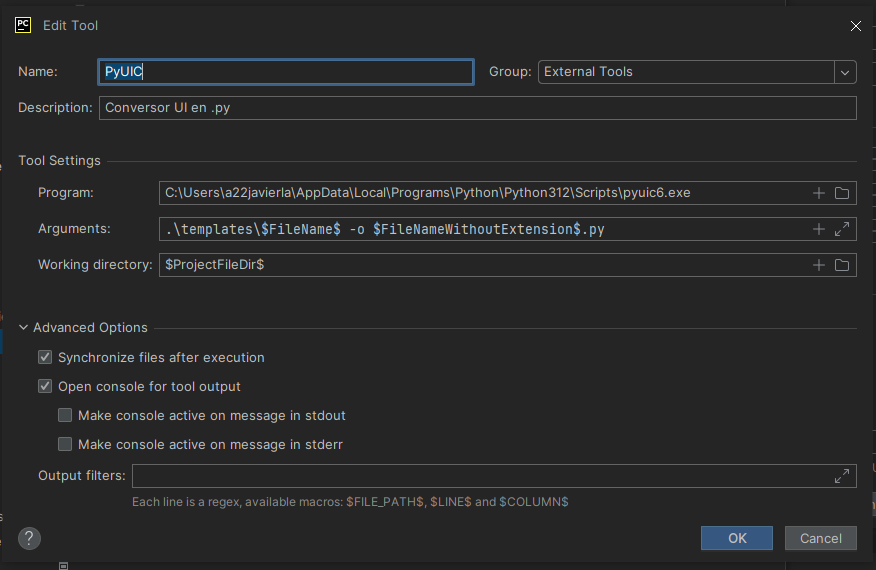 PC Edit Tool
Name: PyUIC Group: External Tools
Description: Conversor UI en .py
Tool Settings
Program: C:\Users\a22javierla\AppData\Local\Programs\Python\Python312\Scripts\pyuic6.exe
Arguments: .\templates\$FileName$ -o $FileNameWithoutExtension$.py
Working directory: $ProjectFileDir$
Advanced Options
Synchronize files after execution
Open console for tool output
Make console active on message in stdout
Make console active on message in stderr
Output filters:
Each line is a regex, available macros: $FILE_PATH$, $LINE$ and $COLUMN$
? OK Cancel